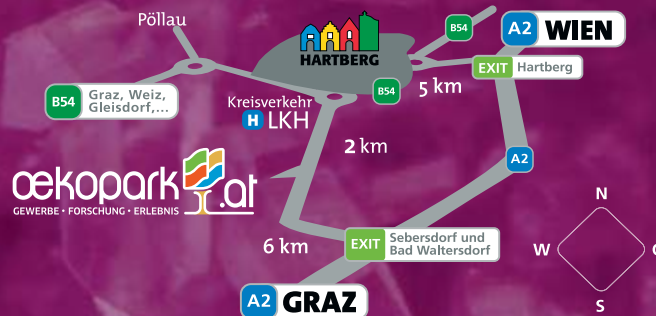 Pöllau
B54
A2 WIEN
HARTBERG
EXIT Hartberg
B54 Graz, Weiz,
Gleisdorf,...
B54
5 km
Kreisverkehr
H LKH
2 km
A2
œkopark.at
GEWERBE • FORSCHUNG • ERLEBNIS
N
W
S
6 km
EXIT Sebersdorf und
Bad Waltersdorf
A2 GRAZ